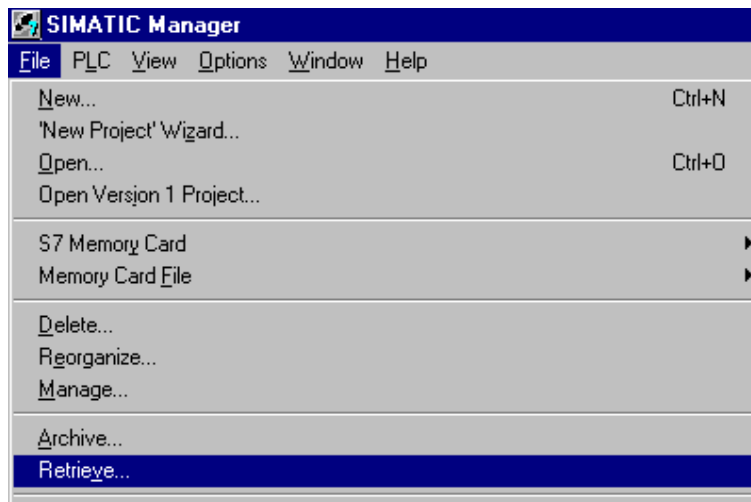 SIMATIC Manager
File PLC View Options Window Help
New... Ctrl+N
'New Project' Wizard...
Open... Ctrl+O
Open Version 1 Project...
S7 Memory Card
Memory Card File
Delete...
Reorganize...
Manage...
Archive...
Retrieve...